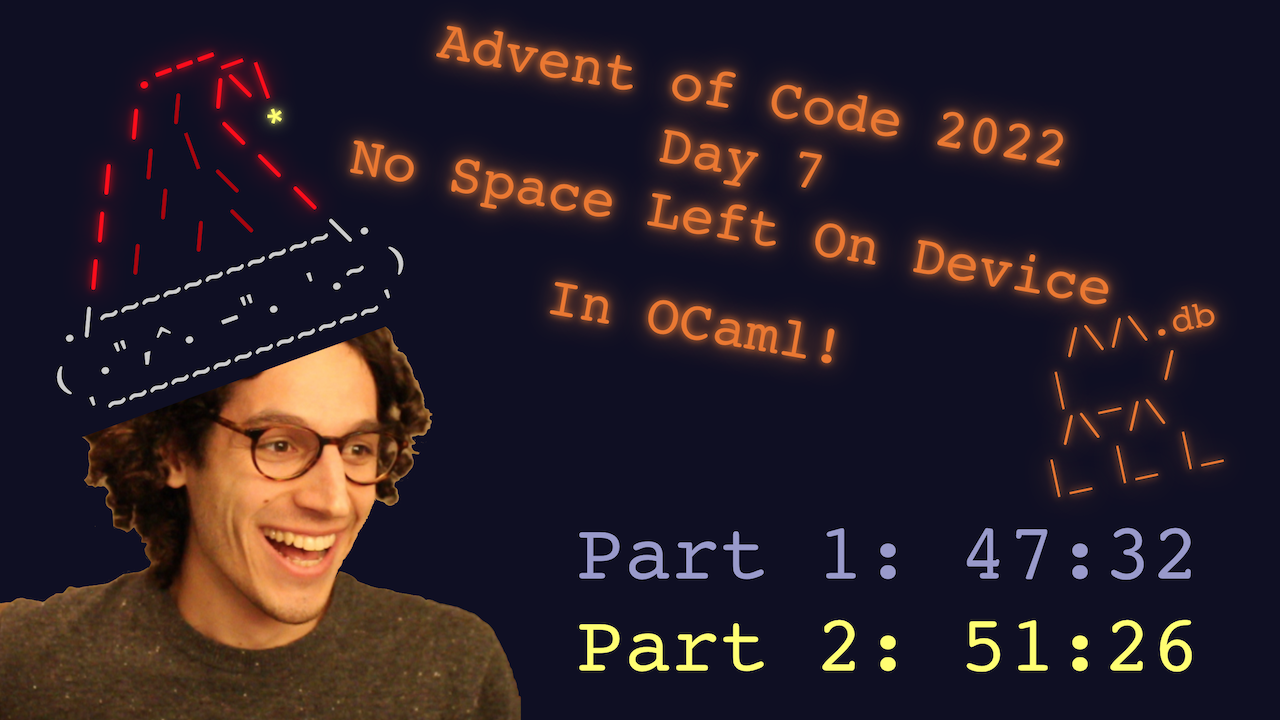 Advent of Code 2022
Day 7
No Space Left On Device
In OCaml!
.db
Part 1: 47:32
Part 2: 51:26